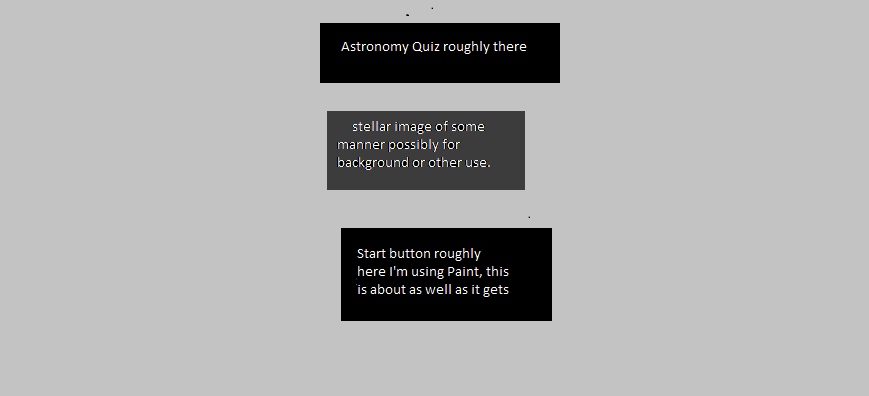 Astronomy Quiz roughly there
stellar image of some
manner possibly for
background or other use.
Start button roughly
here I'm using Paint, this
is about as well as it gets